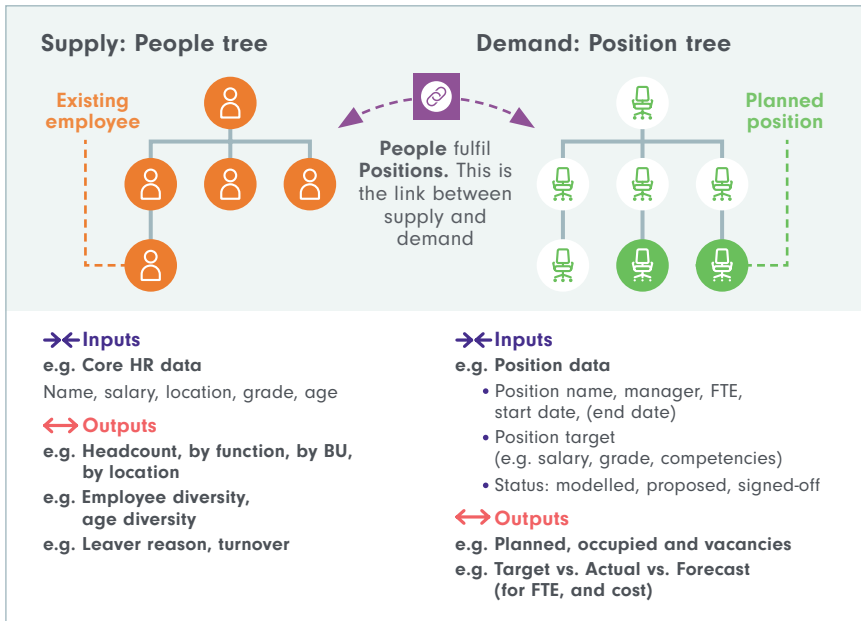 Supply: People tree
Demand: Position tree
Existing
employee
People fulfil
Positions. This is
the link between
supply and
demand
Planned
position
Inputs
e.g. Core HR data
Name, salary, location, grade, age
Outputs
e.g. Headcount, by function, by BU,
by location
e.g. Employee diversity,
age diversity
e.g. Leaver reason, turnover
Inputs
e.g. Position data
• Position name, manager, FTE,
start date, (end date)
• Position target
(e.g. salary, grade, competencies)
• Status: modelled, proposed, signed-off
Outputs
e.g. Planned, occupied and vacancies
e.g. Target vs. Actual vs. Forecast
(for FTE, and cost)